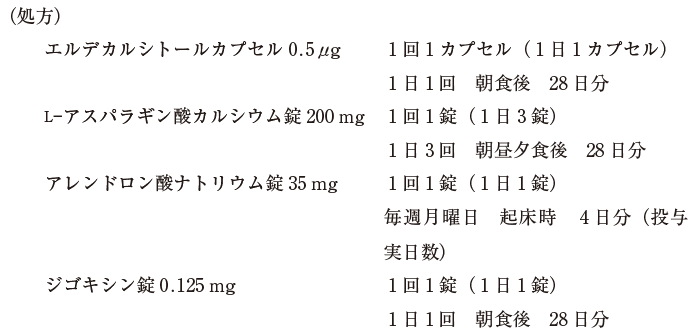 （処方）
エルデカルシトールカプセル 0.5 μg　1回1カプセル（1日1カプセル）
1日1回　朝食後　28日分
L-アスパラギン酸カルシウム錠 200 mg　1回1錠（1日3錠）
1日3回　朝昼夕食後　28日分
アレンドロン酸ナトリウム錠 35 mg　1回1錠（1日1錠）
毎週月曜日　起床時　4日分（投与
実日数）
ジゴキシン錠 0.125 mg　1回1錠（1日1錠）
1日1回　朝食後　28日分